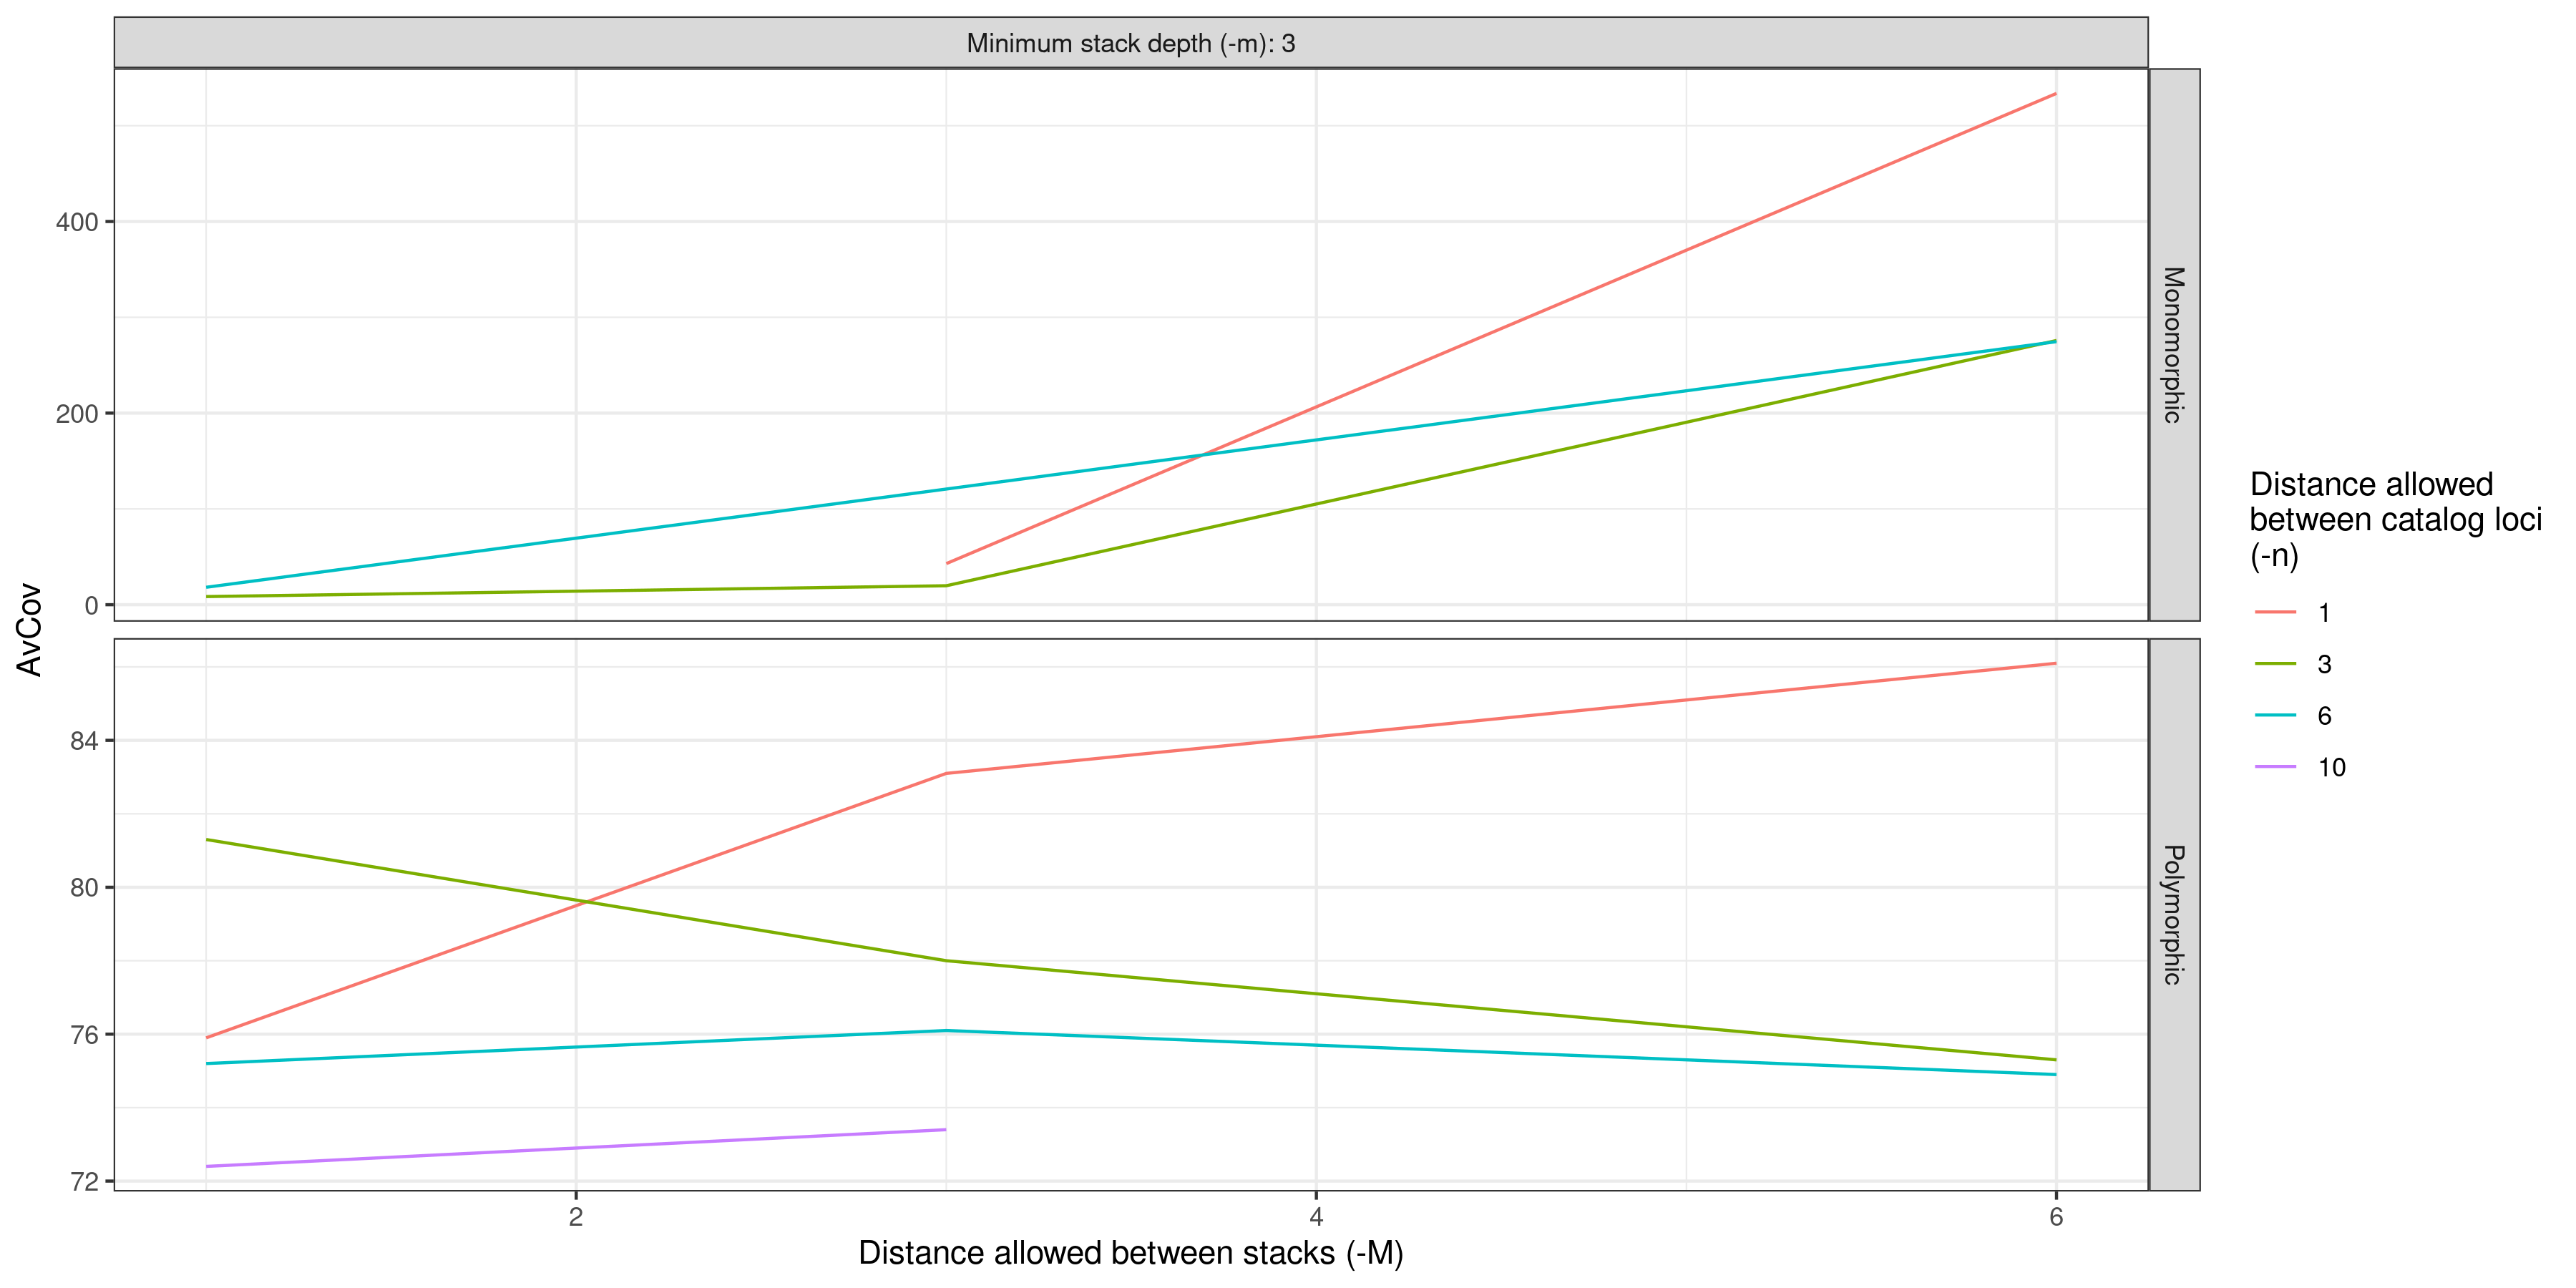 Minimum stack depth (-m): 3
400
200
0
Monomorphic
AvCov
84
80
76
72
Polymorphic
2
4
6
Distance allowed between stacks (-M)
Distance allowed
between catalog loci
(-n)
1
3
6
10